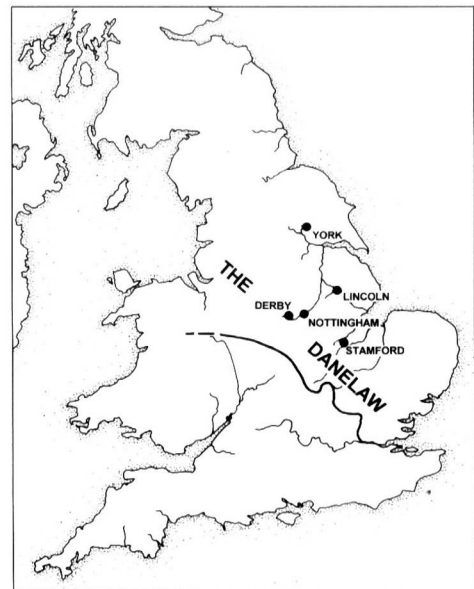 YORK
THE
LINCOLN
DERBY
NOTTINGHAM
STAMFORD
DANELAW